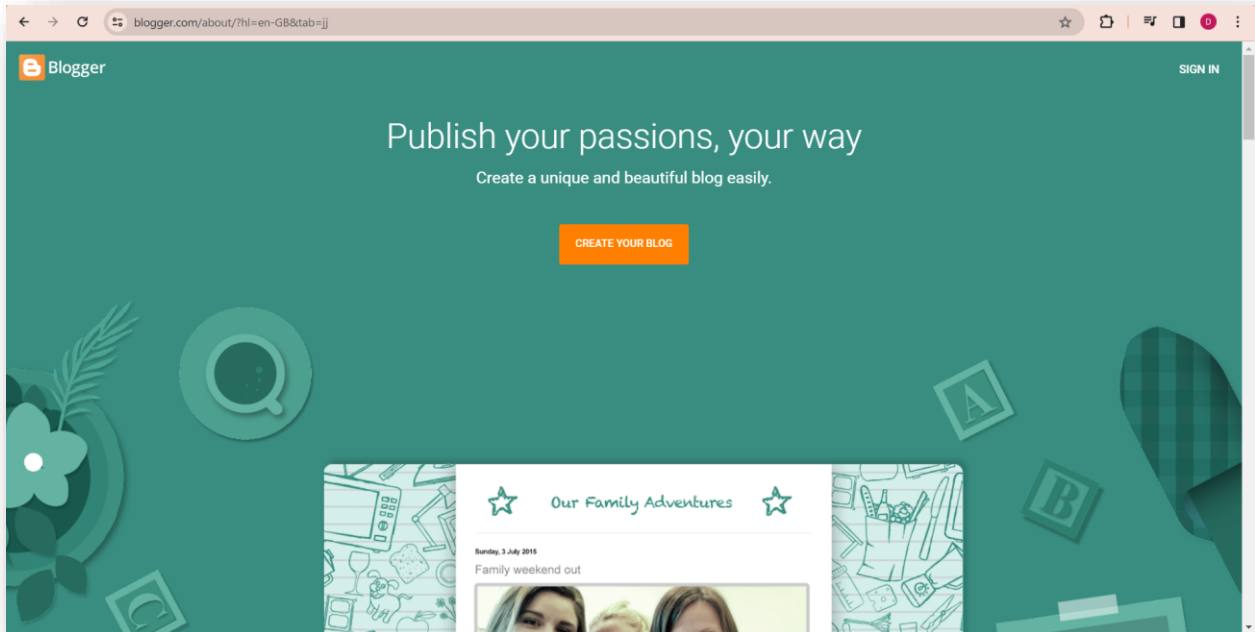 blogger.com/about/?hl=en-GB&tab=jj
D
Blogger
SIGN IN
Publish your passions, your way
Create a unique and beautiful blog easily.
CREATE YOUR BLOG
A
B
C
Our Family Adventures
Sunday, 3 July 2015
Family weekend out